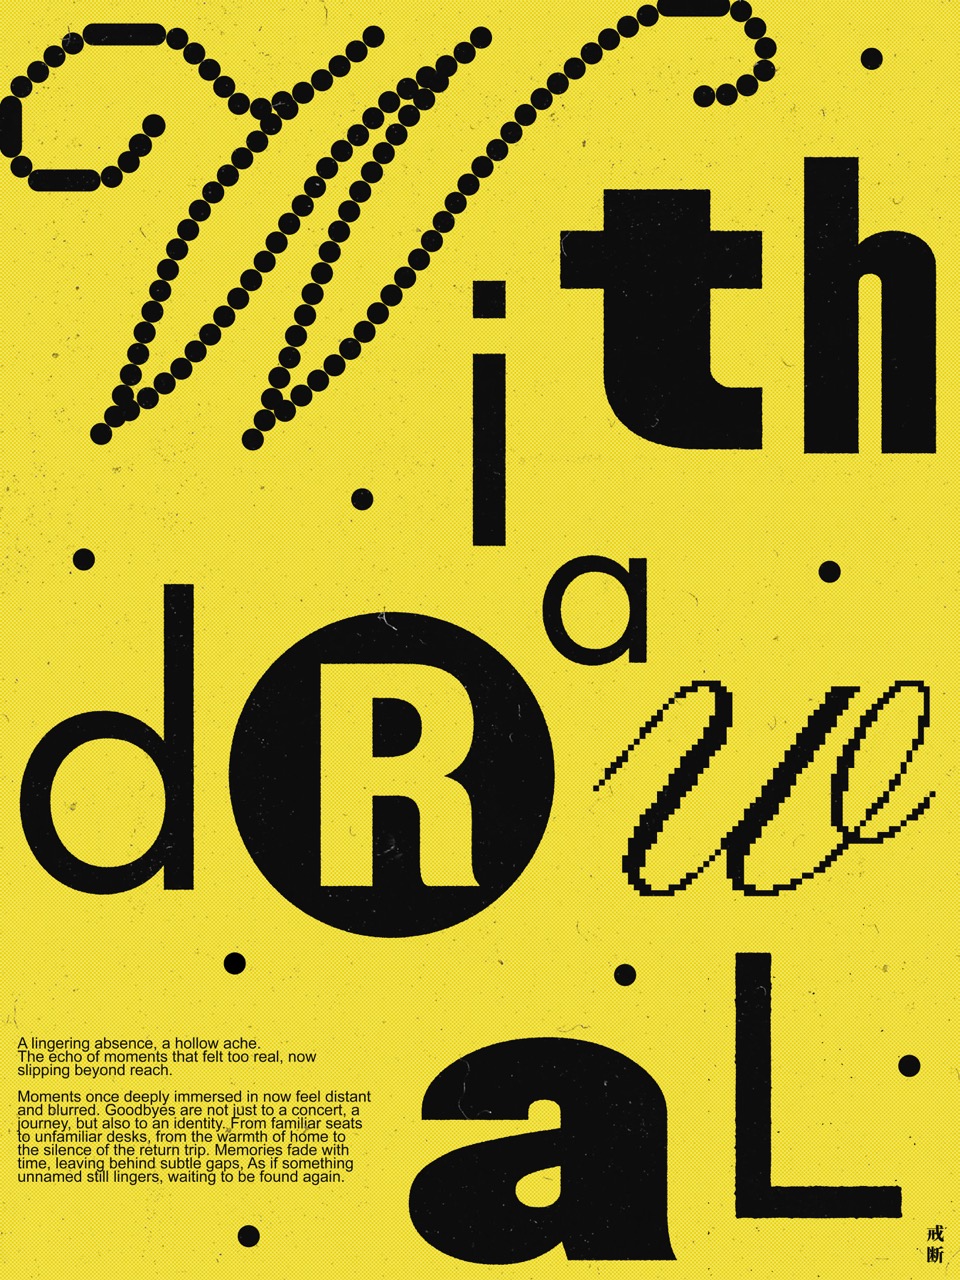 With
dRaw
aL
A lingering absence, a hollow ache.
The echo of moments that felt too real, now
slipping beyond reach.
Moments once deeply immersed in now feel distant
and blurred. Goodbyes are not just to a concert, a
journey, but also to an identity. From familiar seats
to unfamiliar desks, from the warmth of home to
the silence of the return trip. Memories fade with
time, leaving behind subtle gaps, As if something
unnamed still lingers, waiting to be found again.
戒
断